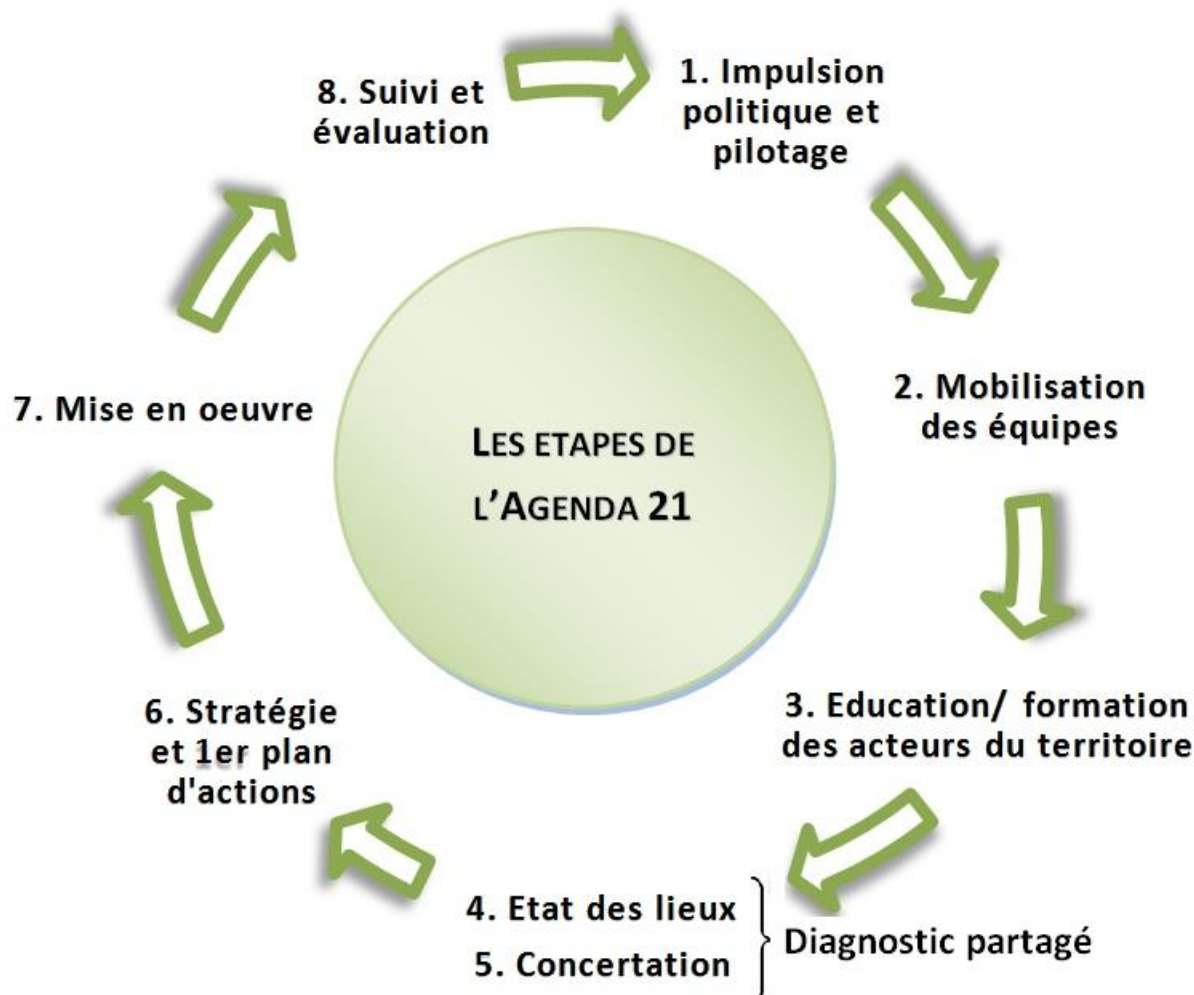 LES ETAPES DE
L'AGENDA 21
1. Impulsion
politique et
pilotage
2. Mobilisation
des équipes
3. Education/ formation
des acteurs du territoire
4. Etat des lieux
5. Concertation
Diagnostic partagé
6. Stratégie
et 1er plan
d'actions
7. Mise en oeuvre
8. Suivi et
évaluation